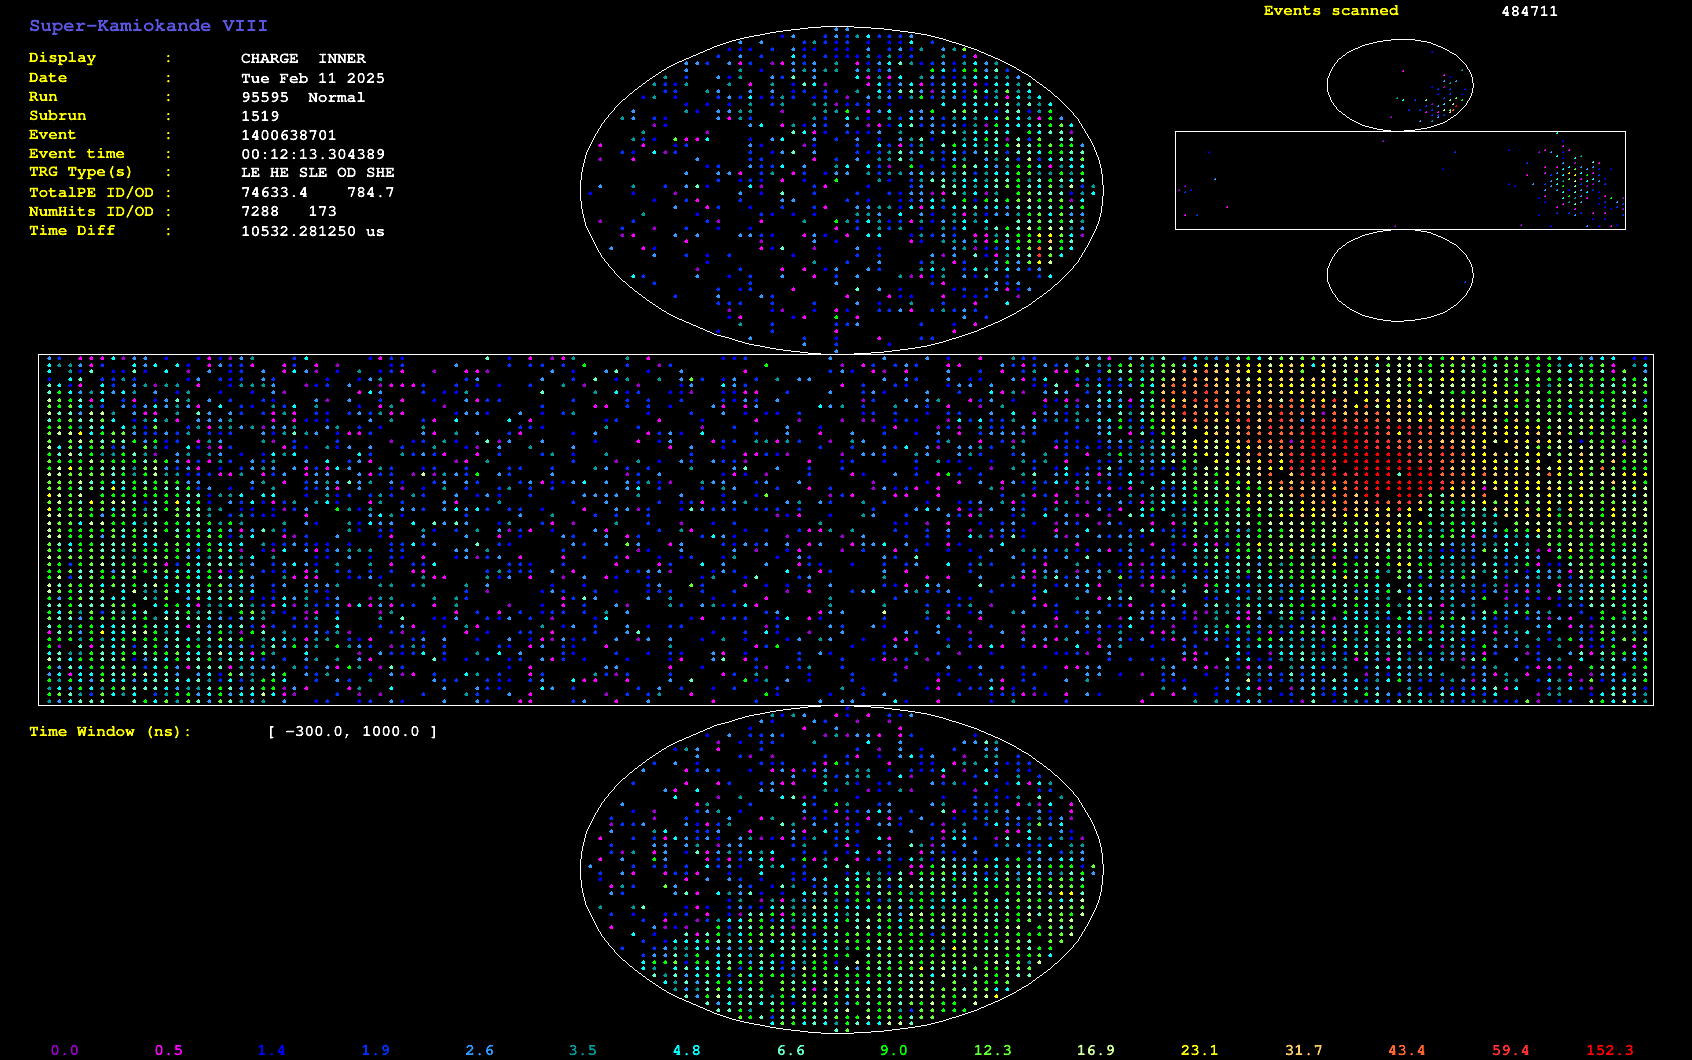 Super-Kamiokande VIII
Display : CHARGE INNER
Date : Tue Feb 11 2025
Run : 95595 Normal
Subrun : 1519
Event : 1400638701
Event time : 00:12:13.304389
TRG Type(s) : LE HE SLE OD SHE
TotalPE ID/OD : 74633.4 784.7
NumHits ID/OD : 7288 173
Time Diff : 10532.281250 us
Events scanned 484711
Time Window (ns): [ -300.0, 1000.0 ]
0.0 0.5 1.4 1.9 2.6 3.5 4.8 6.6 9.0 12.3 16.9 23.1 31.7 43.4 59.4 152.3